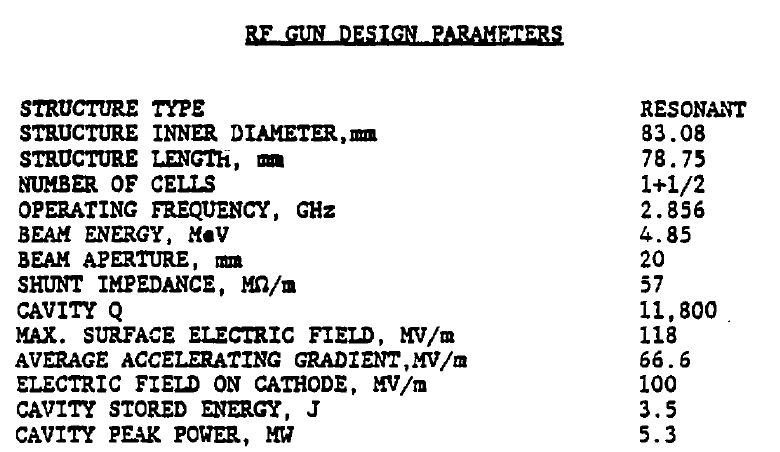 RF GUN DESIGN PARAMETERS
STRUCTURE TYPE RESONANT
STRUCTURE INNER DIAMETER,mm 83.08
STRUCTURE LENGTH, mm 78.75
NUMBER OF CELLS 1+1/2
OPERATING FREQUENCY, GHz 2.856
BEAM ENERGY, MeV 4.85
BEAM APERTURE, mm 20
SHUNT IMPEDANCE, MΩ/m 57
CAVITY Q 11,800
MAX. SURFACE ELECTRIC FIELD, MV/m 118
AVERAGE ACCELERATING GRADIENT,MV/m 66.6
ELECTRIC FIELD ON CATHODE, MV/m 100
CAVITY STORED ENERGY, J 3.5
CAVITY PEAK POWER, MW 5.3